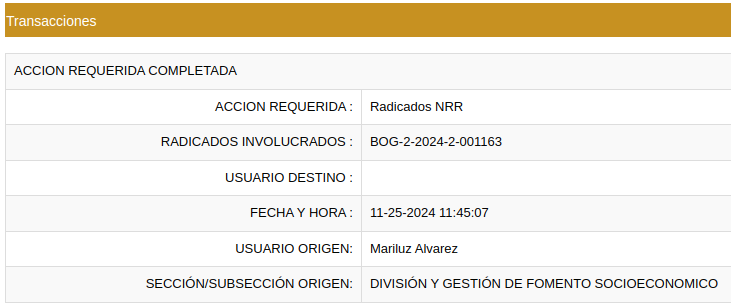 Transacciones
ACCION REQUERIDA COMPLETADA
ACCION REQUERIDA : Radicados NRR
RADICADOS INVOLUCRADOS : BOG-2-2024-2-001163
USUARIO DESTINO :
FECHA Y HORA : 11-25-2024 11:45:07
USUARIO ORIGEN: Mariluz Alvarez
SECCIÓN/SUBSECCIÓN ORIGEN: DIVISIÓN Y GESTIÓN DE FOMENTO SOCIOECONOMICO